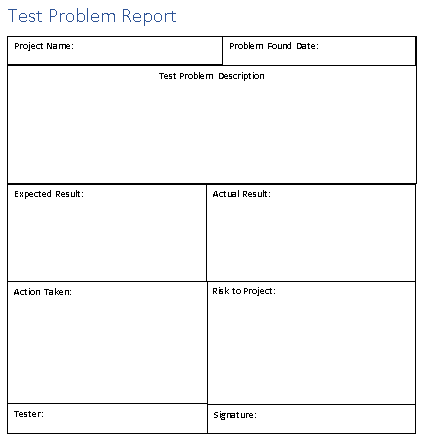 Test Problem Report
Project Name:
Problem Found Date:
Test Problem Description
Expected Result:
Actual Result:
Action Taken:
Risk to Project:
Tester:
Signature: